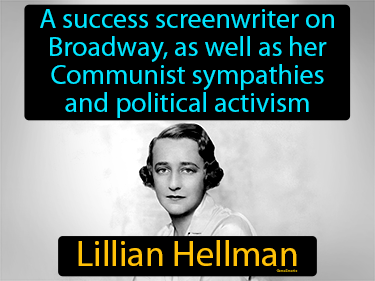 A success screenwriter on
Broadway, as well as her
Communist sympathies
and political activism
Lillian Hellman